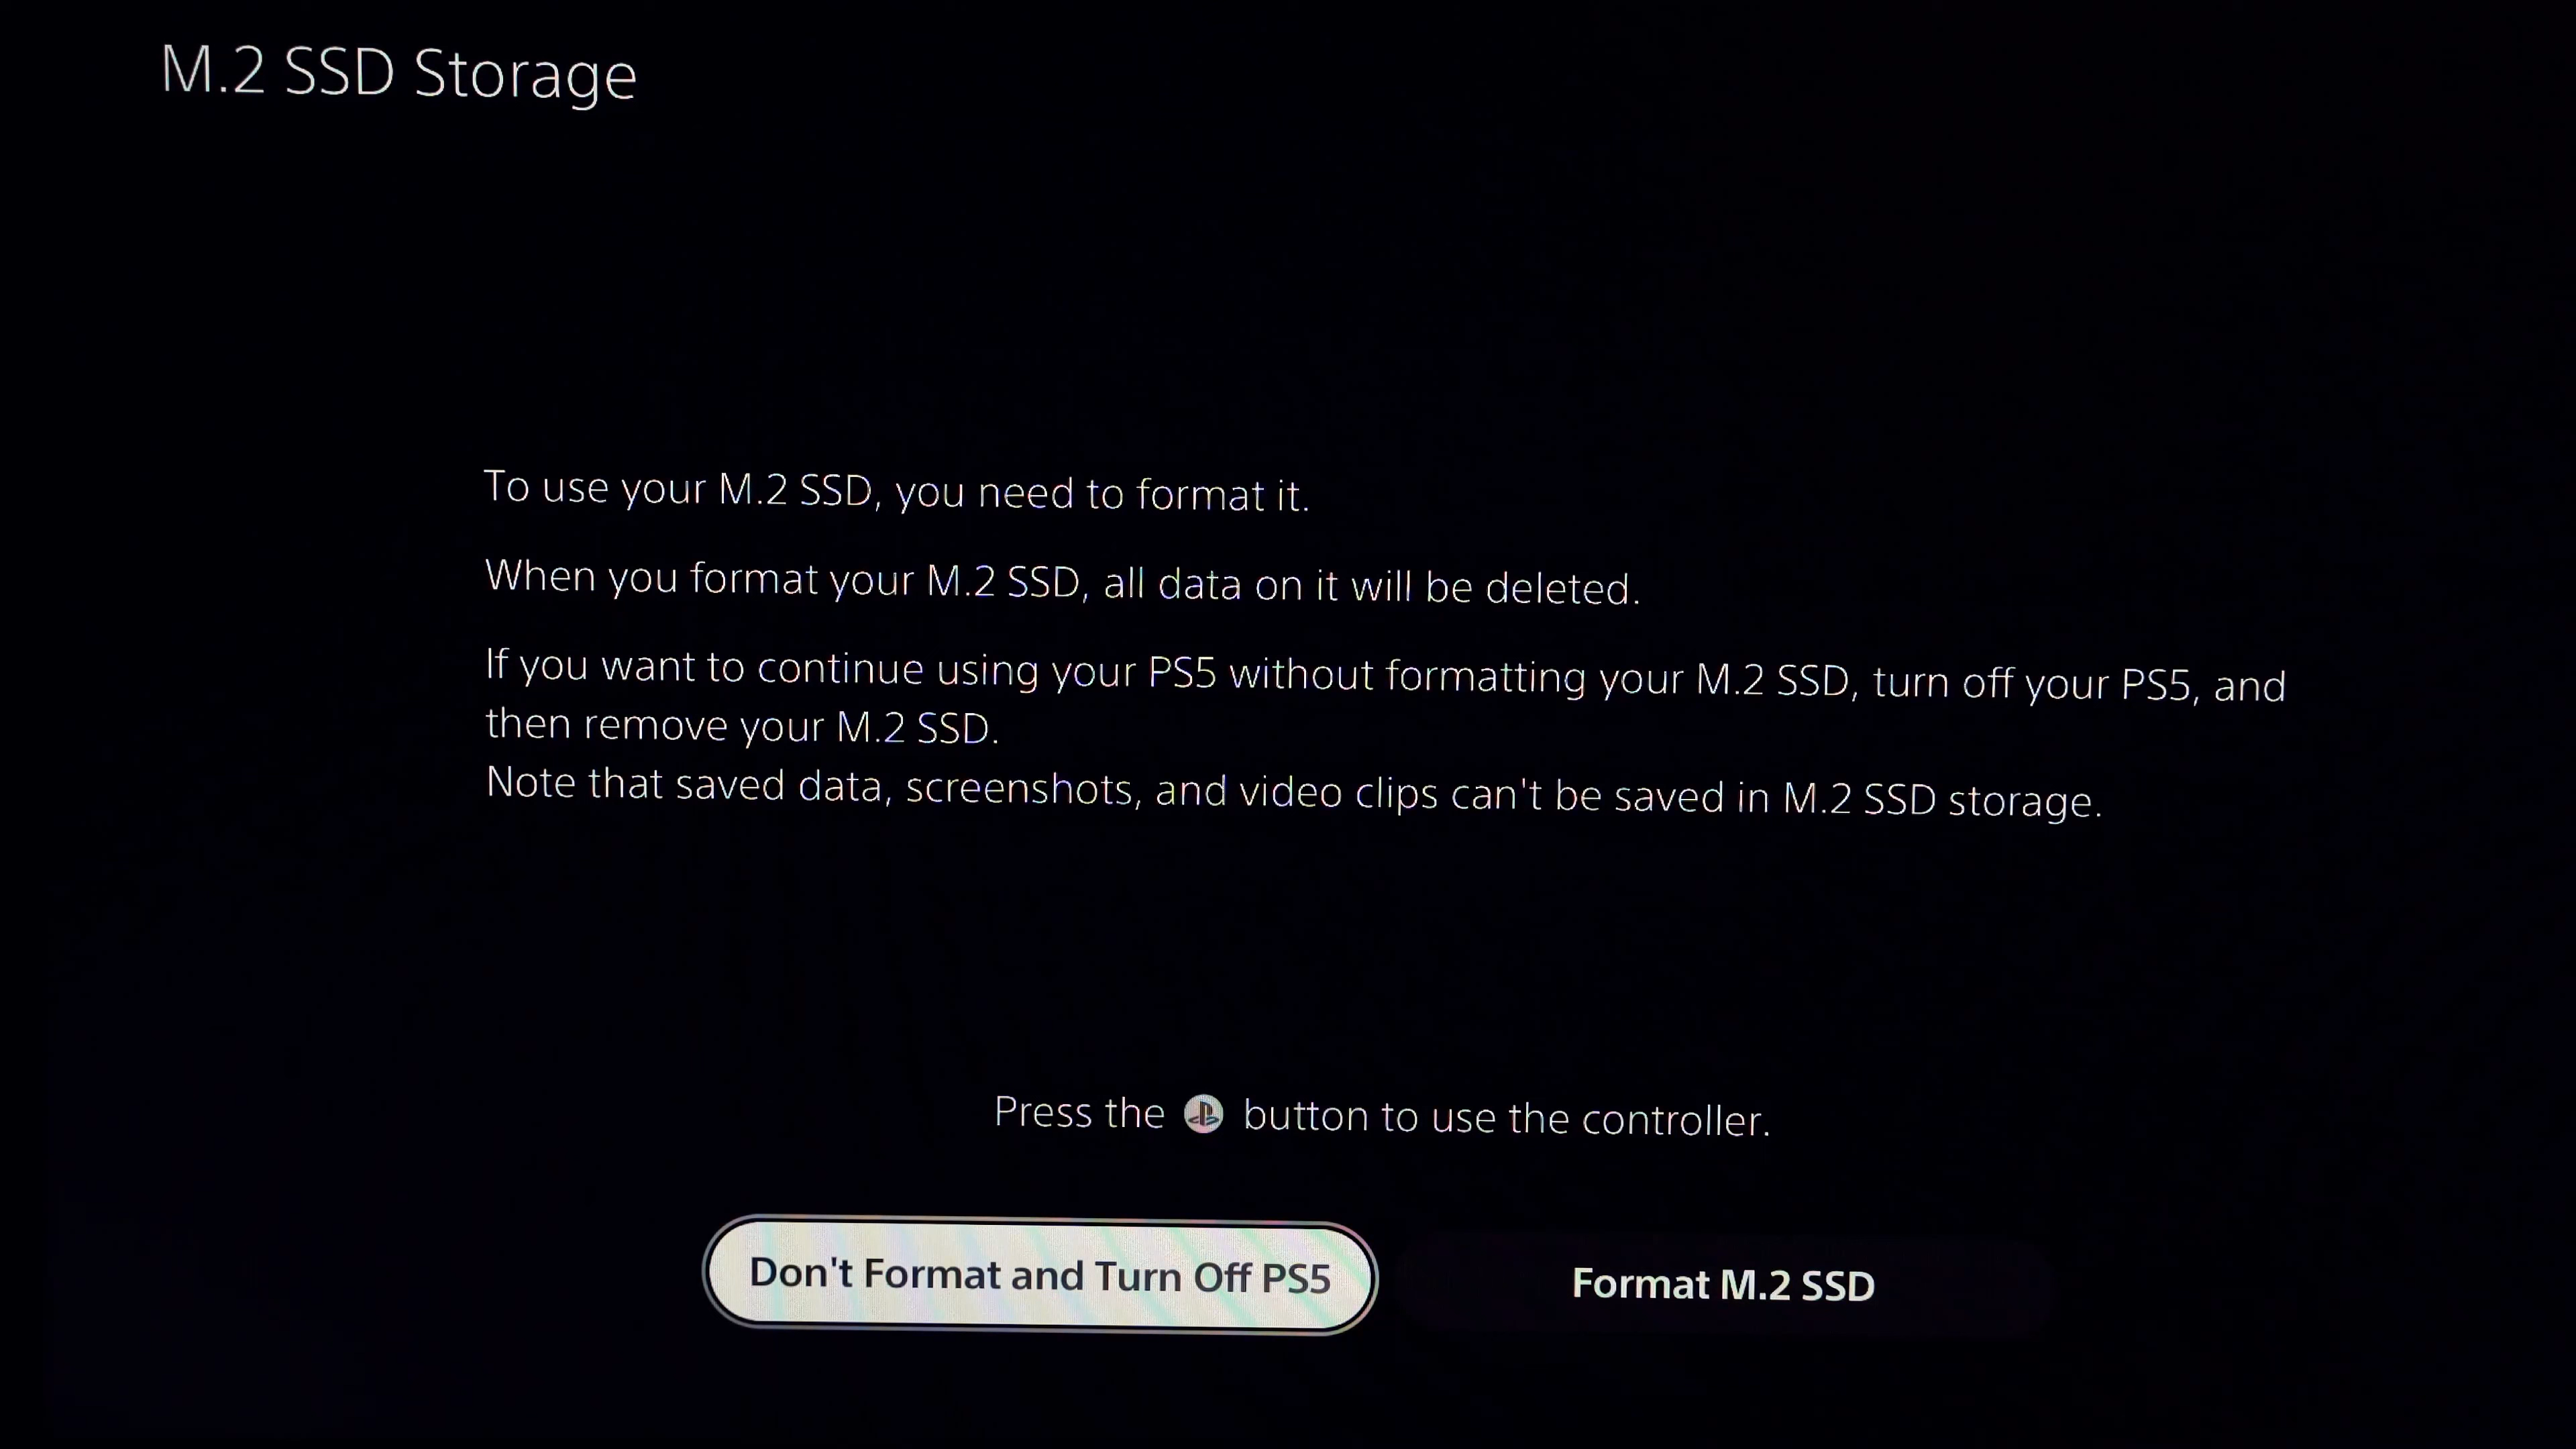 M.2 SSD Storage
To use your M.2 SSD, you need to format it.
When you format your M.2 SSD, all data on it will be deleted.
If you want to continue using your PS5 without formatting your M.2 SSD, turn off your PS5, and
then remove your M.2 SSD.
Note that saved data, screenshots, and video clips can't be saved in M.2 SSD storage.
Press the button to use the controller.
Don't Format and Turn Off PS5
Format M.2 SSD